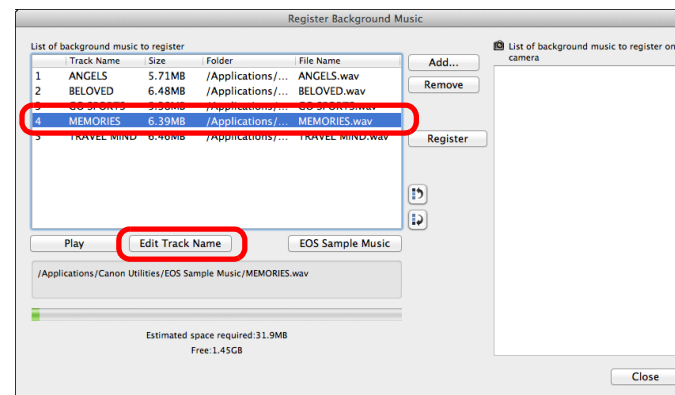 Register Background Music
List of background music to register
Track Name Size Folder File Name
1 ANGELS 5.71MB /Applications/... ANGELS.wav
2 BELOVED 6.48MB /Applications/... BELOVED.wav
3 GO SPORTS /Applications/... GO SPORTS.wav
4 MEMORIES 6.39MB /Applications/... MEMORIES.wav
5 TRAVEL MIND 6.46MB /Applications/... TRAVEL MIND.wav
Add...
Remove
Register
List of background music to register on
camera
Play Edit Track Name EOS Sample Music
/Applications/Canon Utilities/EOS Sample Music/MEMORIES.wav
Estimated space required:31.9MB
Free:1.45GB
Close